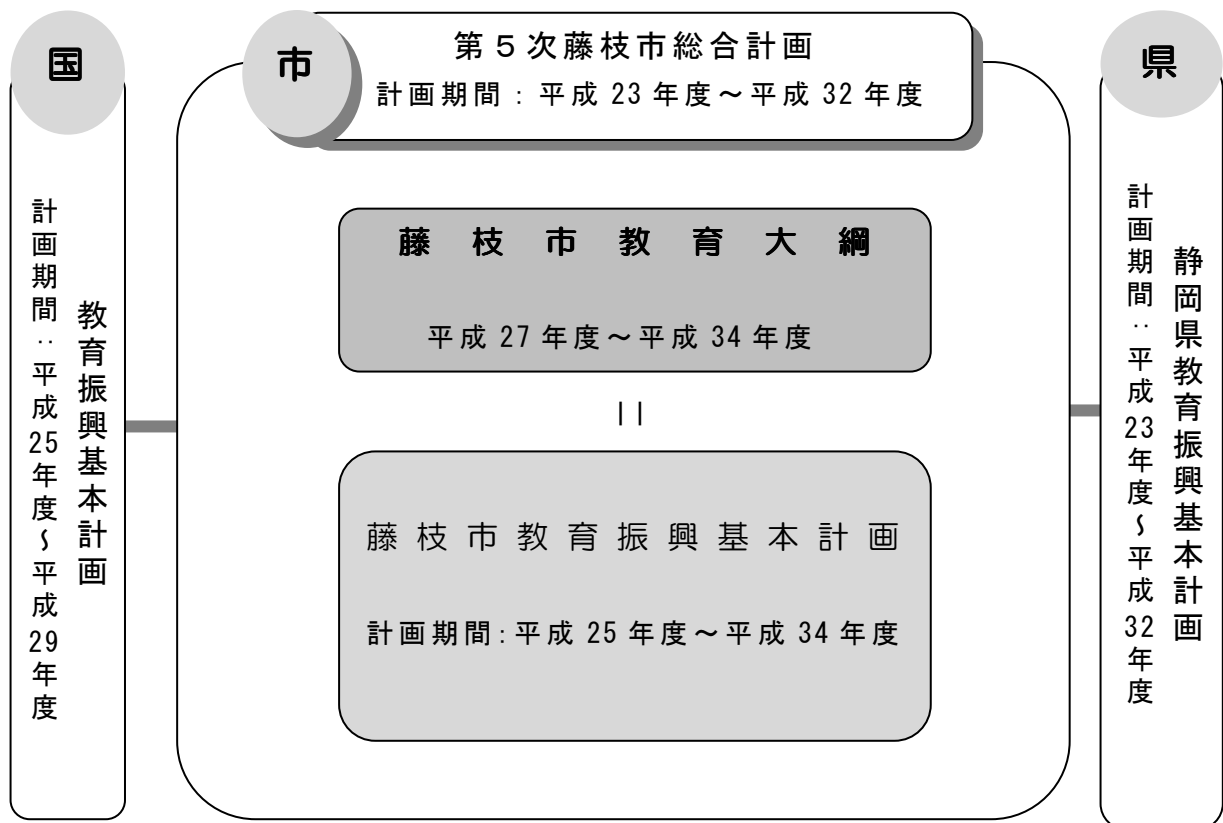 国
教育振興基本計画
計画期間：平成25年度～平成29年度
市
第５次藤枝市総合計画
計画期間：平成23年度～平成32年度
藤枝市教育大綱
平成27年度～平成34年度
||
藤枝市教育振興基本計画
計画期間：平成25年度～平成34年度
県
静岡県教育振興基本計画
計画期間：平成23年度～平成32年度